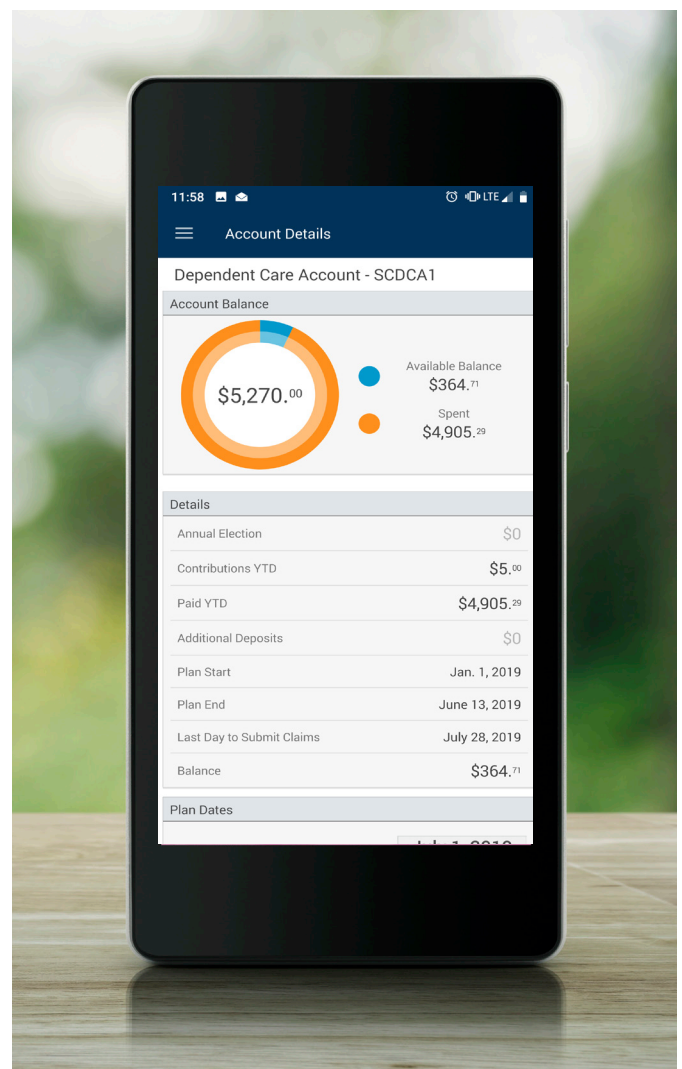 11:58
LTE
Account Details
Dependent Care Account - SCDCA1
Account Balance
$5,270.00
Available Balance
$364.71
Spent
$4,905.29
Details
Annual Election $0
Contributions YTD $5.00
Paid YTD $4,905.29
Additional Deposits $0
Plan Start Jan. 1, 2019
Plan End June 13, 2019
Last Day to Submit Claims July 28, 2019
Balance $364.71
Plan Dates